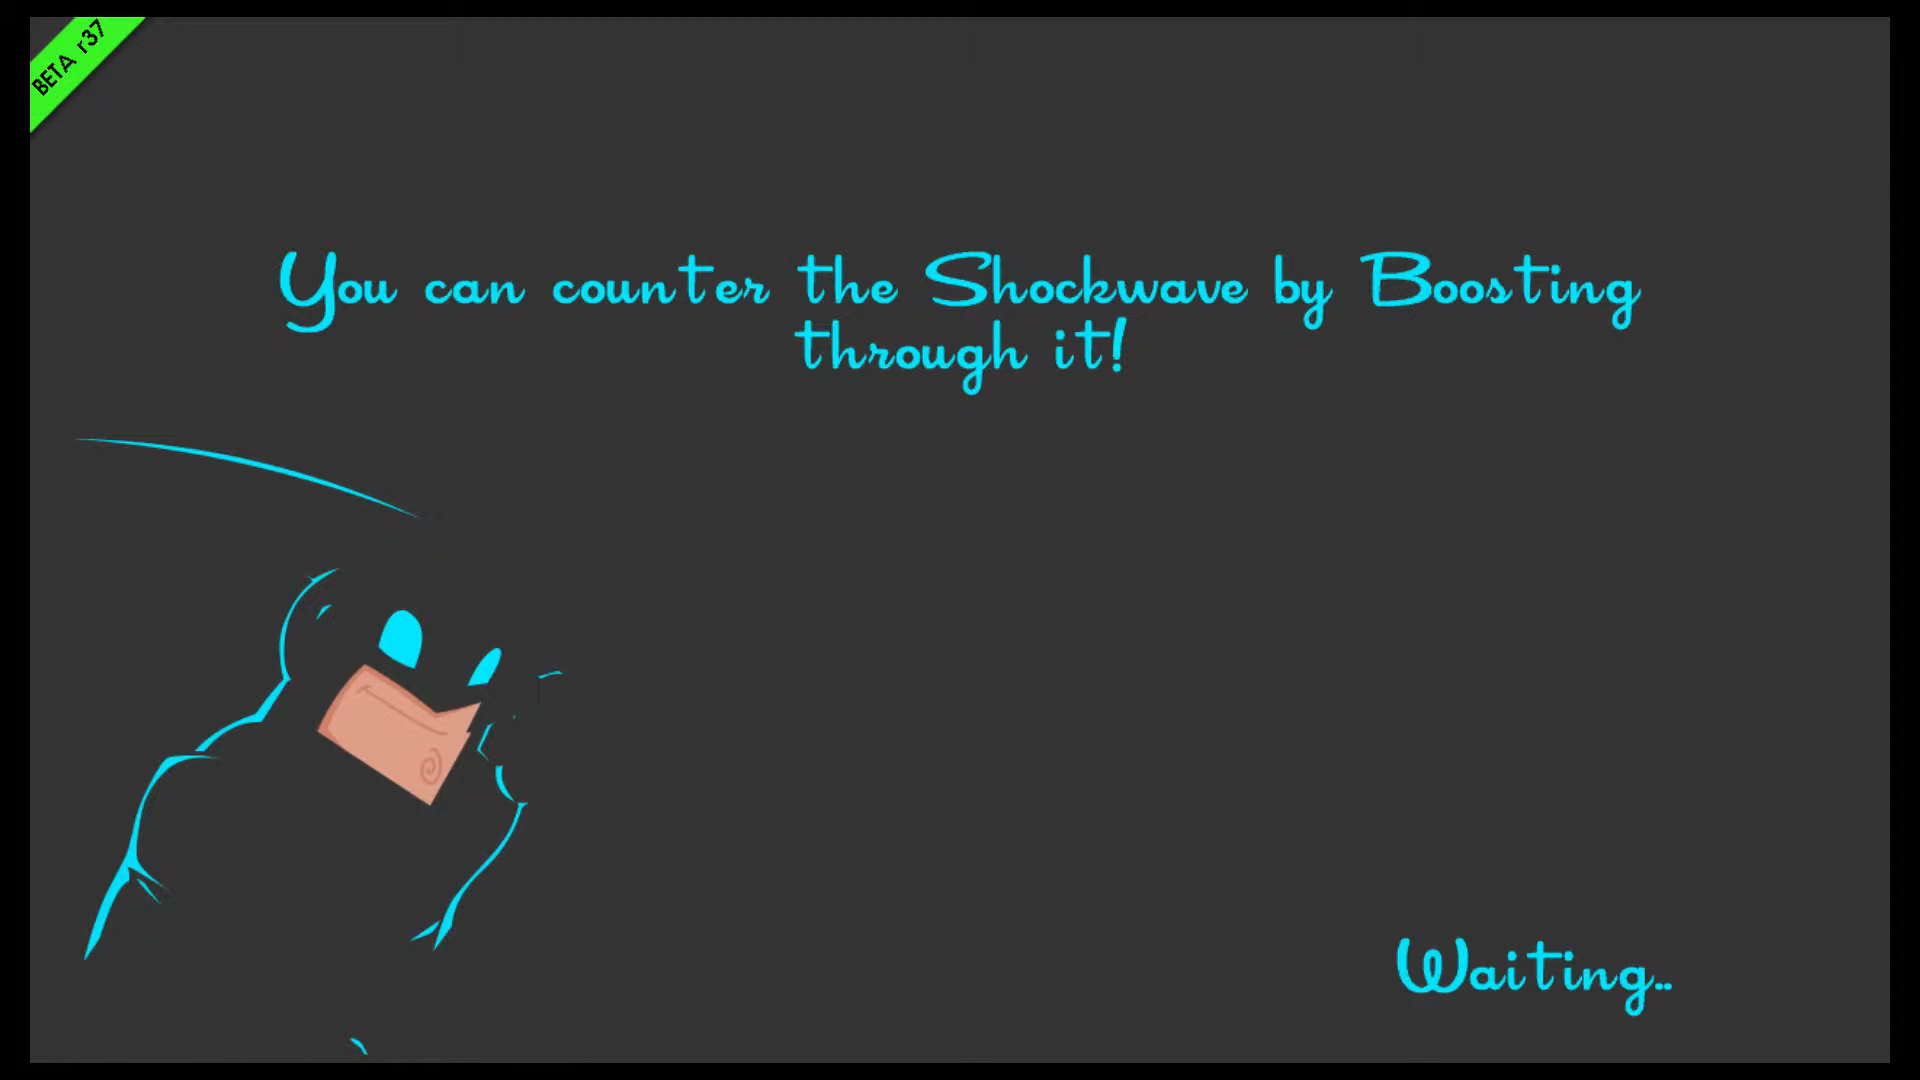 BETA r37
You can counter the Shockwave by Boosting
through it!
Waiting..